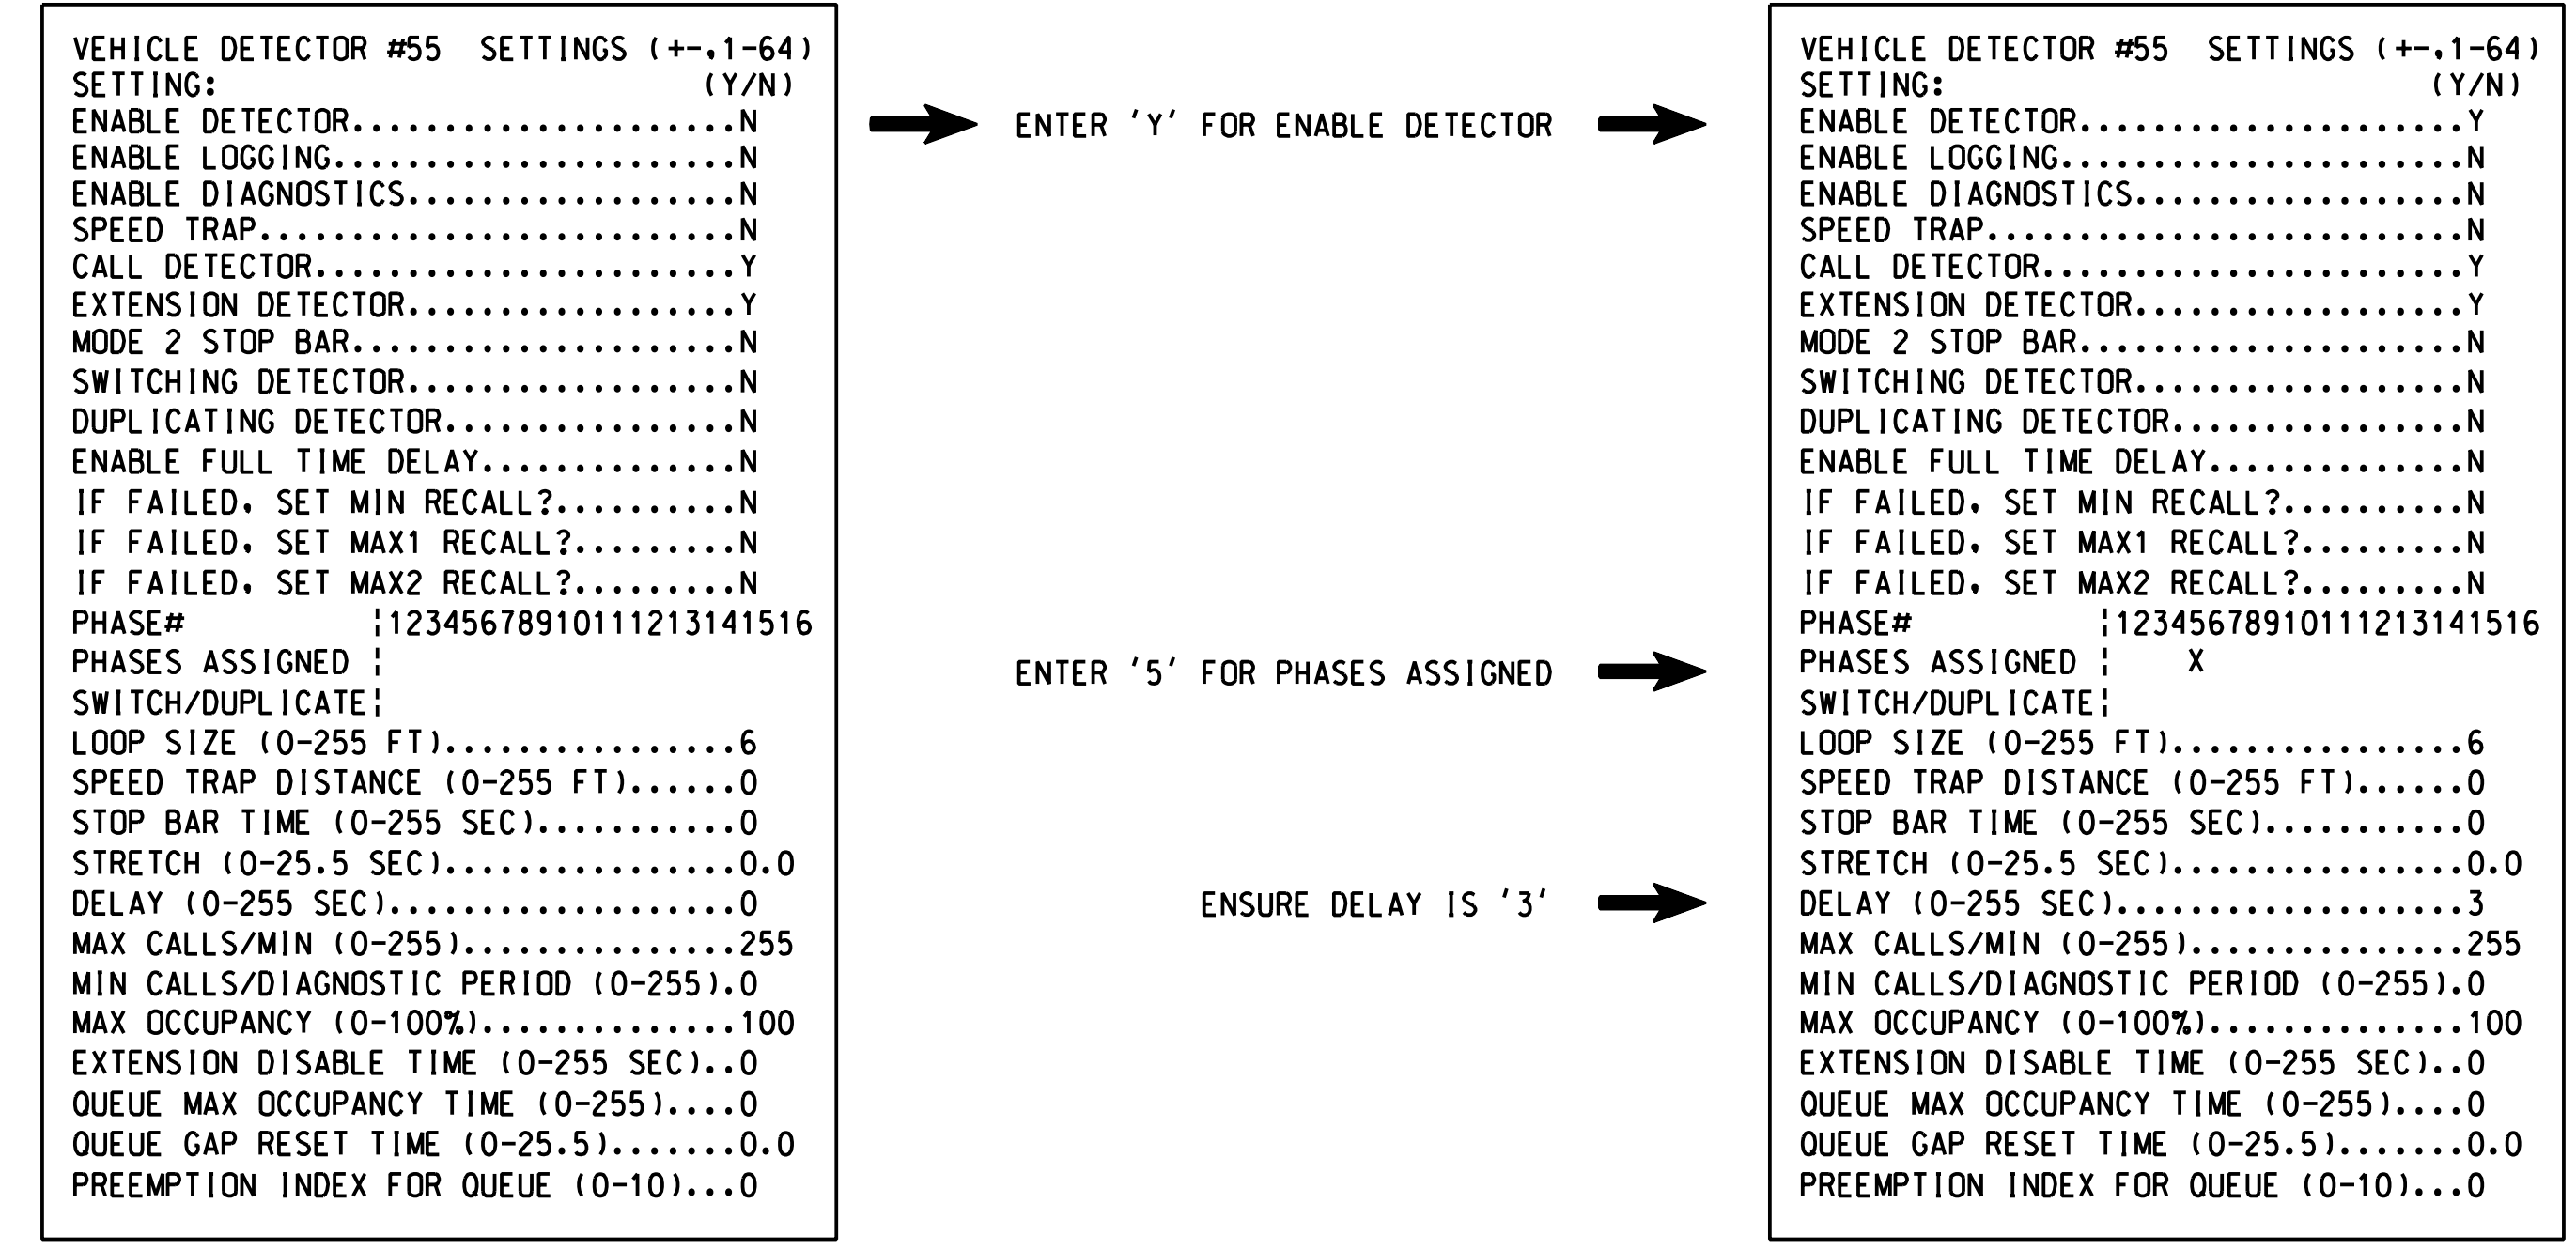 VEHICLE DETECTOR #55  SETTINGS (+-,1-64)
SETTING:                          (Y/N)
ENABLE DETECTOR.....................N
ENABLE LOGGING......................N
ENABLE DIAGNOSTICS..................N
SPEED TRAP..........................N
CALL DETECTOR.......................Y
EXTENSION DETECTOR..................Y
MODE 2 STOP BAR.....................N
SWITCHING DETECTOR..................N
DUPLICATING DETECTOR................N
ENABLE FULL TIME DELAY..............N
IF FAILED, SET MIN RECALL?..........N
IF FAILED, SET MAX1 RECALL?.........N
IF FAILED, SET MAX2 RECALL?.........N
PHASE#          ¦12345678910111213141516
PHASES ASSIGNED ¦
SWITCH/DUPLICATE¦
LOOP SIZE (0-255 FT)................6
SPEED TRAP DISTANCE (0-255 FT)......0
STOP BAR TIME (0-255 SEC)...........0
STRETCH (0-25.5 SEC)................0.0
DELAY (0-255 SEC)...................0
MAX CALLS/MIN (0-255)...............255
MIN CALLS/DIAGNOSTIC PERIOD (0-255).0
MAX OCCUPANCY (0-100%)..............100
EXTENSION DISABLE TIME (0-255 SEC)..0
QUEUE MAX OCCUPANCY TIME (0-255)....0
QUEUE GAP RESET TIME (0-25.5).......0.0
PREEMPTION INDEX FOR QUEUE (0-10)...0
ENTER 'Y' FOR ENABLE DETECTOR
ENTER '5' FOR PHASES ASSIGNED
ENSURE DELAY IS '3'
VEHICLE DETECTOR #55  SETTINGS (+-,1-64)
SETTING:                          (Y/N)
ENABLE DETECTOR.....................Y
ENABLE LOGGING......................N
ENABLE DIAGNOSTICS..................N
SPEED TRAP..........................N
CALL DETECTOR.......................Y
EXTENSION DETECTOR..................Y
MODE 2 STOP BAR.....................N
SWITCHING DETECTOR..................N
DUPLICATING DETECTOR................N
ENABLE FULL TIME DELAY..............N
IF FAILED, SET MIN RECALL?..........N
IF FAILED, SET MAX1 RECALL?.........N
IF FAILED, SET MAX2 RECALL?.........N
PHASE#          ¦12345678910111213141516
PHASES ASSIGNED ¦    X
SWITCH/DUPLICATE¦
LOOP SIZE (0-255 FT)................6
SPEED TRAP DISTANCE (0-255 FT)......0
STOP BAR TIME (0-255 SEC)...........0
STRETCH (0-25.5 SEC)................0.0
DELAY (0-255 SEC)...................3
MAX CALLS/MIN (0-255)...............255
MIN CALLS/DIAGNOSTIC PERIOD (0-255).0
MAX OCCUPANCY (0-100%)..............100
EXTENSION DISABLE TIME (0-255 SEC)..0
QUEUE MAX OCCUPANCY TIME (0-255)....0
QUEUE GAP RESET TIME (0-25.5).......0.0
PREEMPTION INDEX FOR QUEUE (0-10)...0